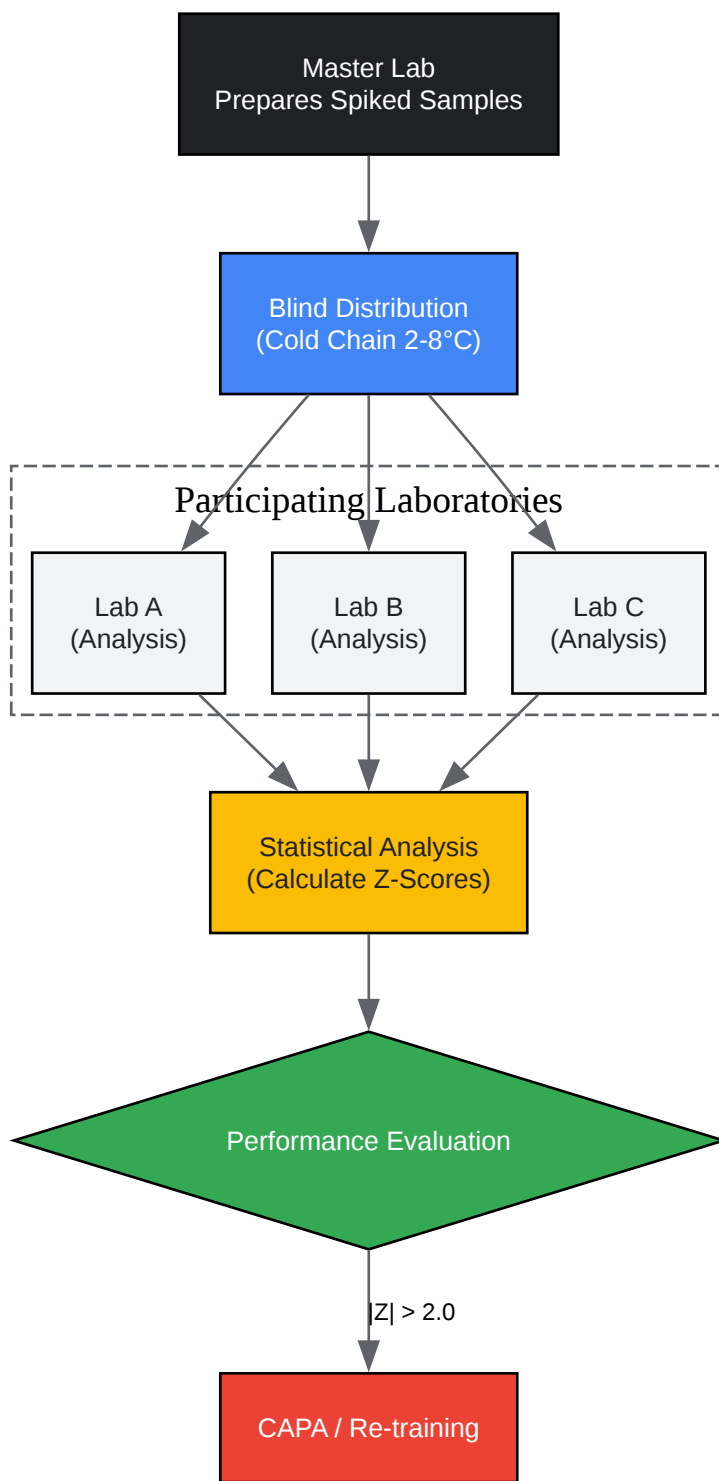 Master Lab
Prepares Spiked Samples
Blind Distribution
(Cold Chain 2-8°C)
Participating Laboratories
Lab A
(Analysis)
Lab B
(Analysis)
Lab C
(Analysis)
Statistical Analysis
(Calculate Z-Scores)
Performance Evaluation
|Z| > 2.0
CAPA / Re-training